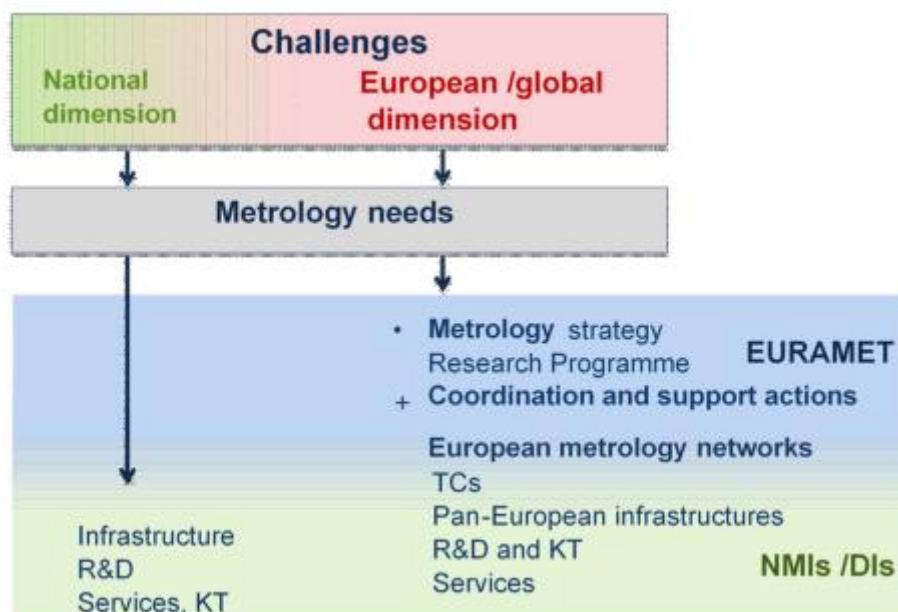 Challenges
National
dimension
European /global
dimension
Metrology needs
• Metrology strategy
Research Programme
+ Coordination and support actions
EURAMET
European metrology networks
TCs
Pan-European infrastructures
R&D and KT
Services
NMIs /DIs
Infrastructure
R&D
Services, KT